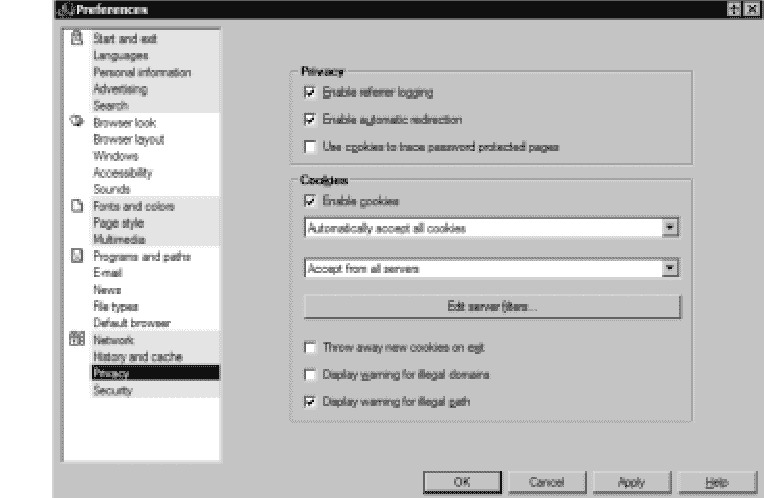 Preferences
Start and exit
Languages
Personal information
Advertising
Search
Browser look
Browser layout
Windows
Accessibility
Sounds
Fonts and colors
Page style
Multimedia
Programs and paths
E-mail
News
File types
Default browser
Network
History and cache
Privacy
Security
Privacy
Enable referrer logging
Enable automatic redirection
Use cookies to trace password protected pages
Cookies
Enable cookies
Automatically accept all cookies
Accept from all servers
Edit server filters...
Throw away new cookies on exit
Display warning for illegal domains
Display warning for illegal path
OK Cancel Apply Help